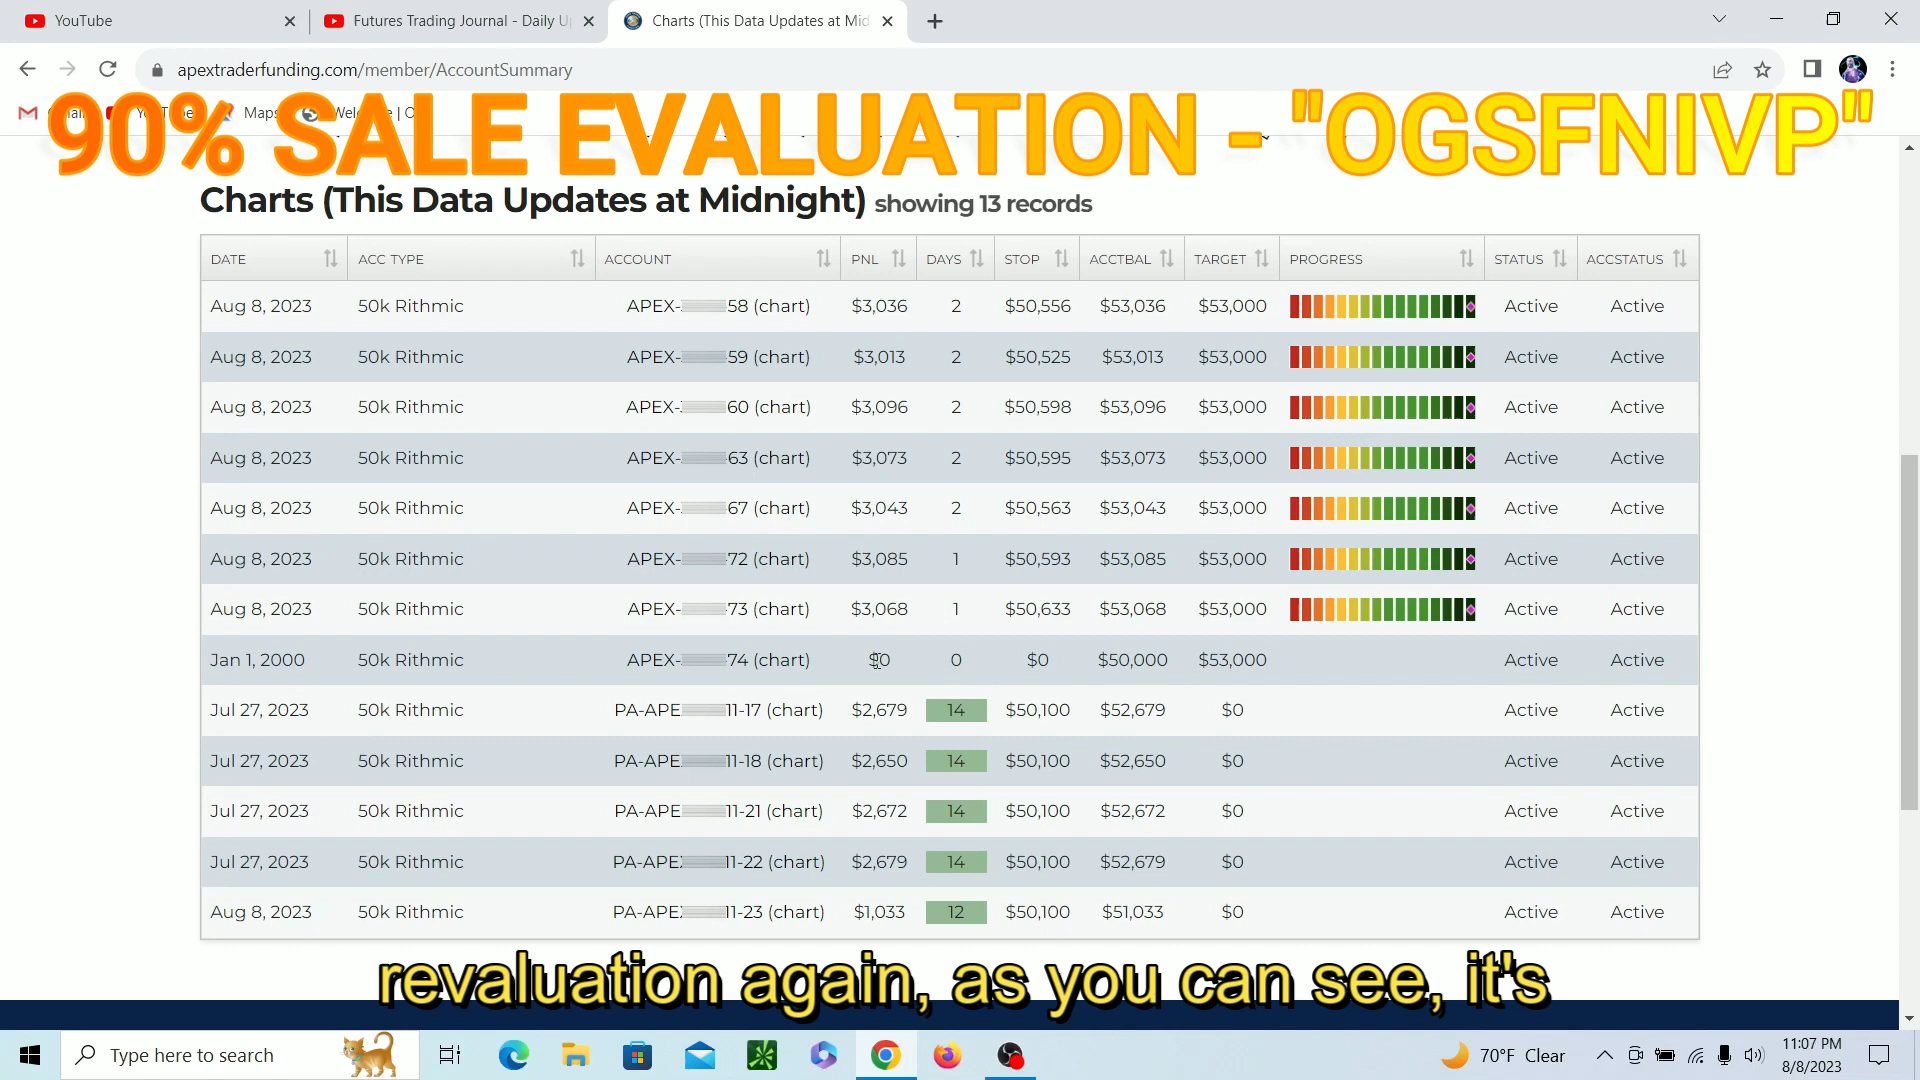 YouTube
Futures Trading Journal - Daily U
Charts (This Data Updates at Mid
apextraderfunding.com/member/AccountSummary
Maps
90% SALE EVALUATION - "OGSFNIVP"
Charts (This Data Updates at Midnight) showing 13 records
DATE ACC TYPE ACCOUNT PNL DAYS STOP ACCTBAL TARGET PROGRESS STATUS ACCSTATUS
Aug 8, 2023 50k Rithmic APEX- 58 (chart) $3,036 2 $50,556 $53,036 $53,000 Active Active
Aug 8, 2023 50k Rithmic APEX- 59 (chart) $3,013 2 $50,525 $53,013 $53,000 Active Active
Aug 8, 2023 50k Rithmic APEX- 60 (chart) $3,096 2 $50,598 $53,096 $53,000 Active Active
Aug 8, 2023 50k Rithmic APEX- 63 (chart) $3,073 2 $50,595 $53,073 $53,000 Active Active
Aug 8, 2023 50k Rithmic APEX- 67 (chart) $3,043 2 $50,563 $53,043 $53,000 Active Active
Aug 8, 2023 50k Rithmic APEX- 72 (chart) $3,085 1 $50,593 $53,085 $53,000 Active Active
Aug 8, 2023 50k Rithmic APEX- 73 (chart) $3,068 1 $50,633 $53,068 $53,000 Active Active
Jan 1, 2000 50k Rithmic APEX- 74 (chart) $0 0 $0 $50,000 $53,000 Active Active
Jul 27, 2023 50k Rithmic PA-APE 11-17 (chart) $2,679 14 $50,100 $52,679 $0 Active Active
Jul 27, 2023 50k Rithmic PA-APE 11-18 (chart) $2,650 14 $50,100 $52,650 $0 Active Active
Jul 27, 2023 50k Rithmic PA-APE 11-21 (chart) $2,672 14 $50,100 $52,672 $0 Active Active
Jul 27, 2023 50k Rithmic PA-APE 11-22 (chart) $2,679 14 $50,100 $52,679 $0 Active Active
Aug 8, 2023 50k Rithmic PA-APE 11-23 (chart) $1,033 12 $50,100 $51,033 $0 Active Active
revaluation again, as you can see, it's
Type here to search
70°F Clear
11:07 PM
8/8/2023